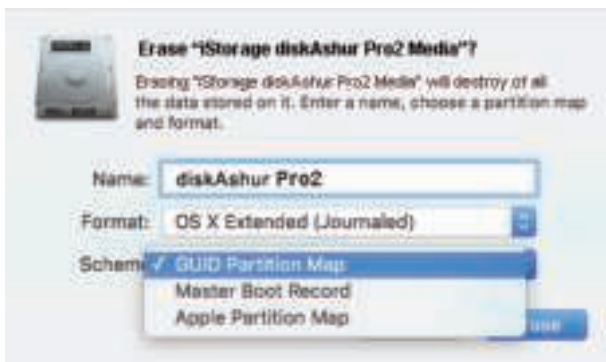 Erase "iStorage diskAshur Pro2 Media"?
Erasing "iStorage diskAshur Pro2 Media" will destroy of all
the data stored on it. Enter a name, choose a partition map
and format.
Name: diskAshur Pro2
Format: OS X Extended (Journaled)
Scheme ✓ GUID Partition Map
Master Boot Record
Apple Partition Map